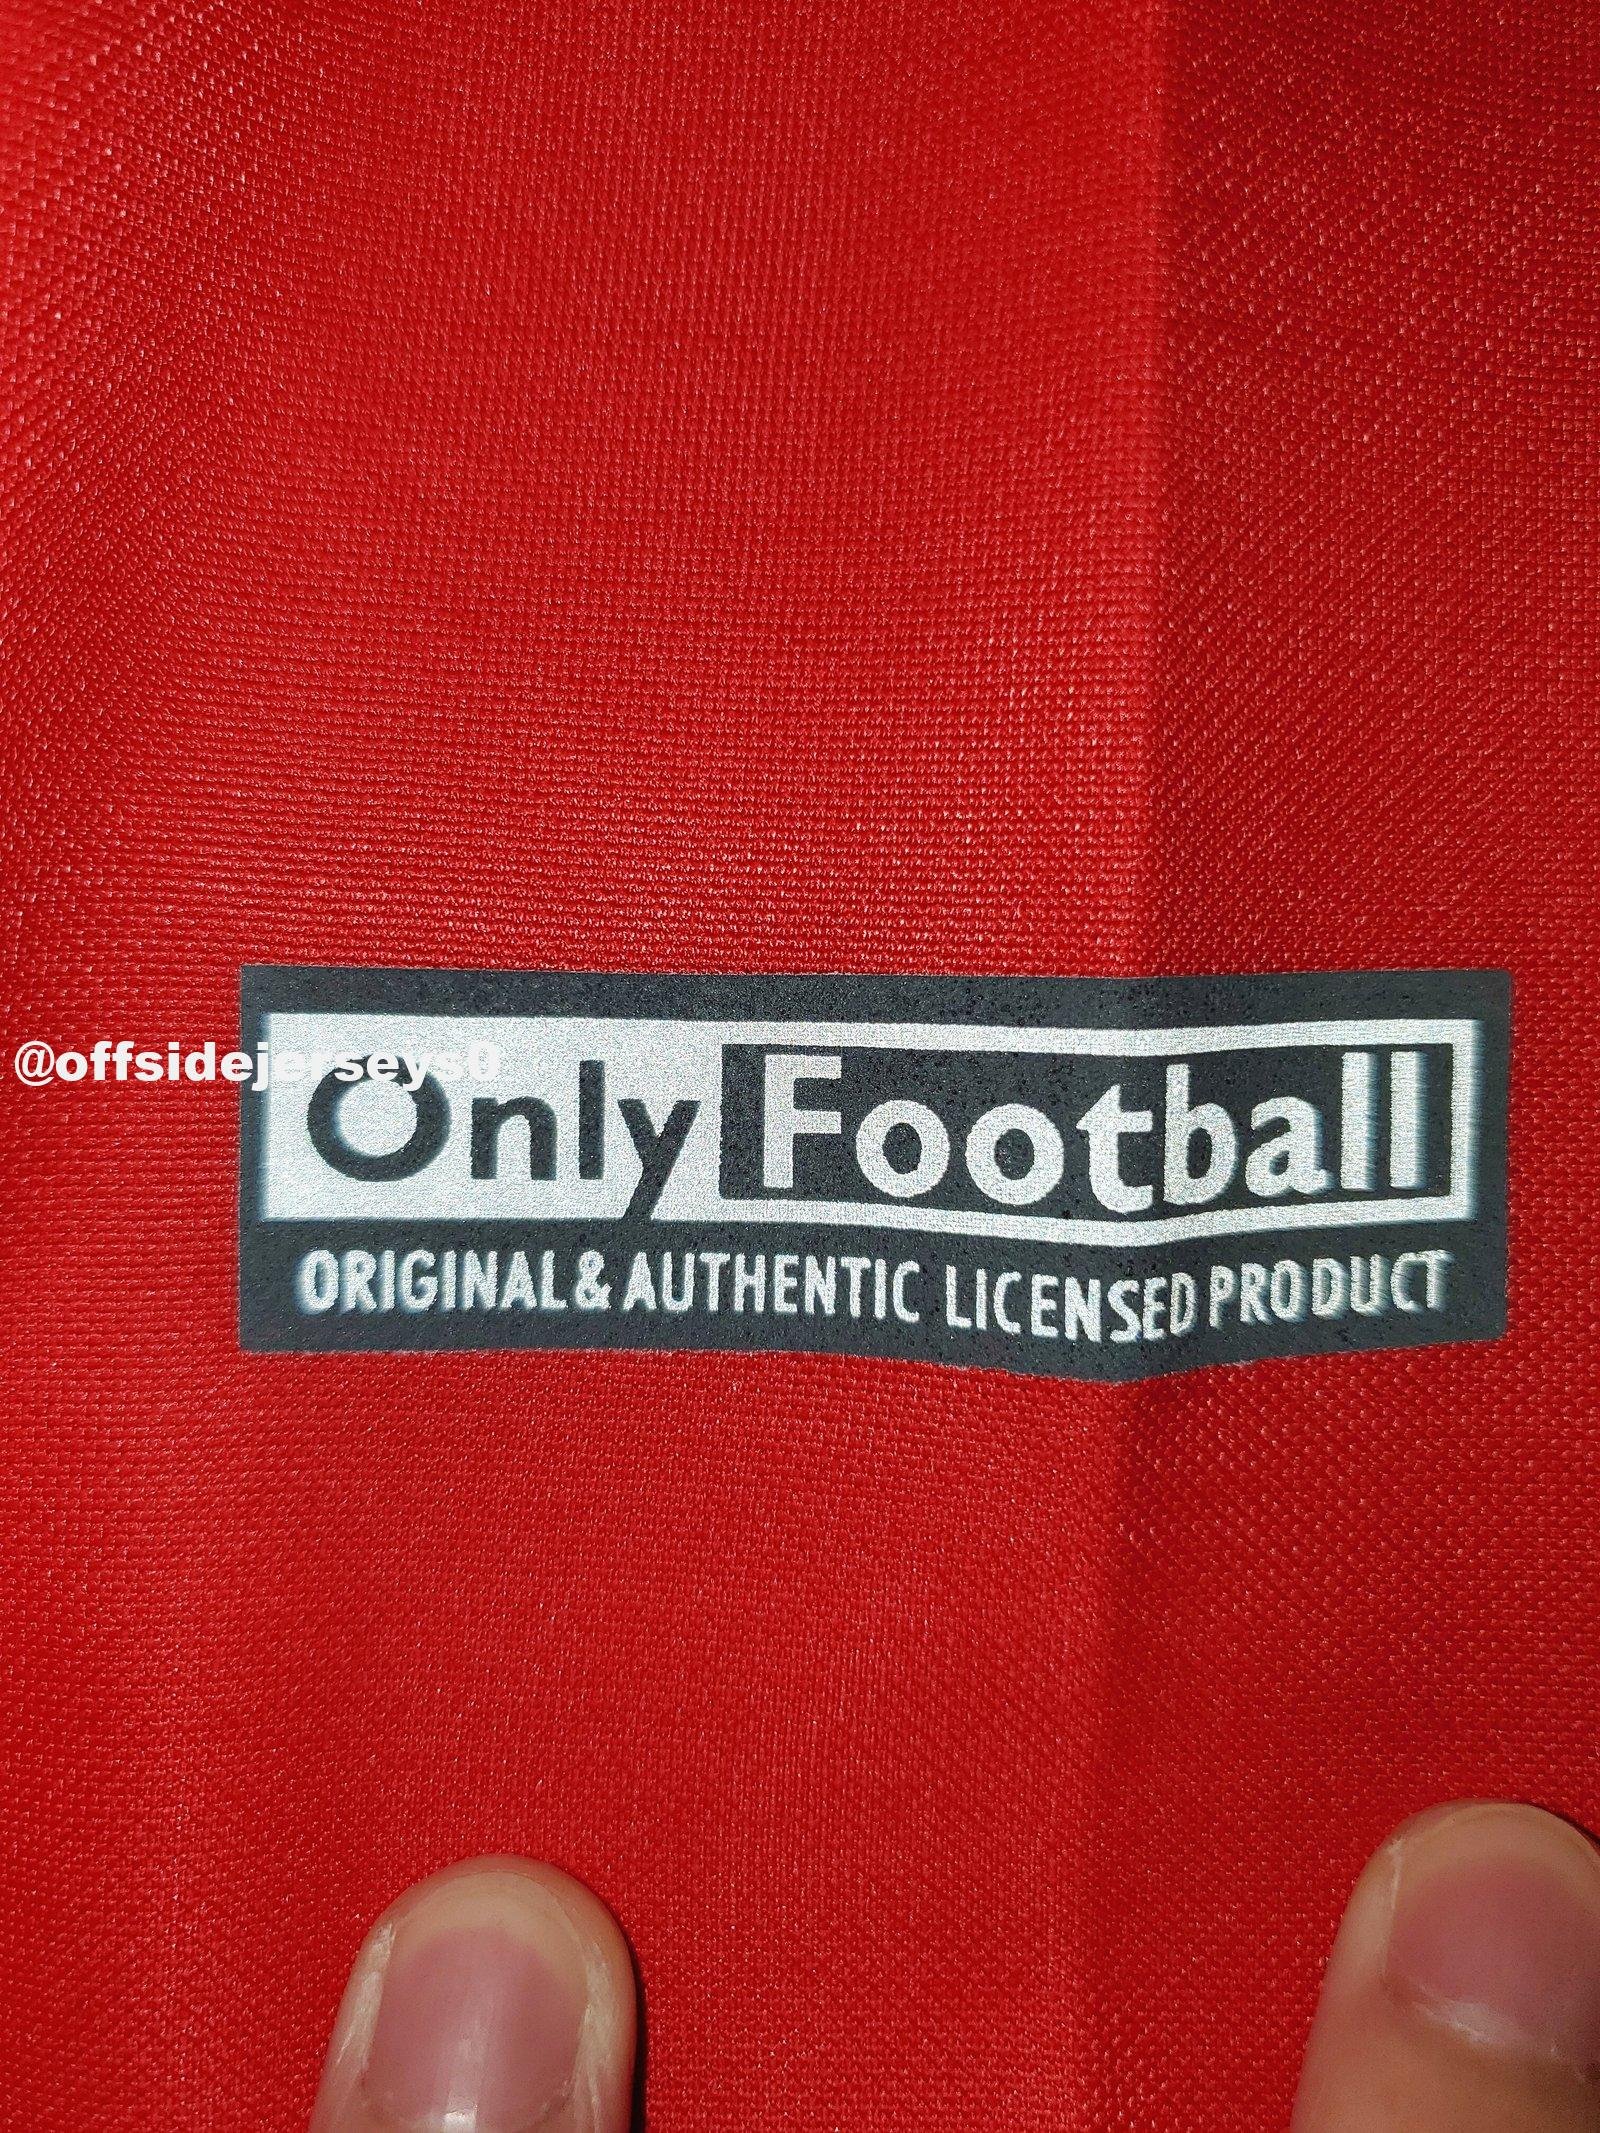 @offsidejerseys0
Only Football
ORIGINAL & AUTHENTIC LICENSED PRODUCT